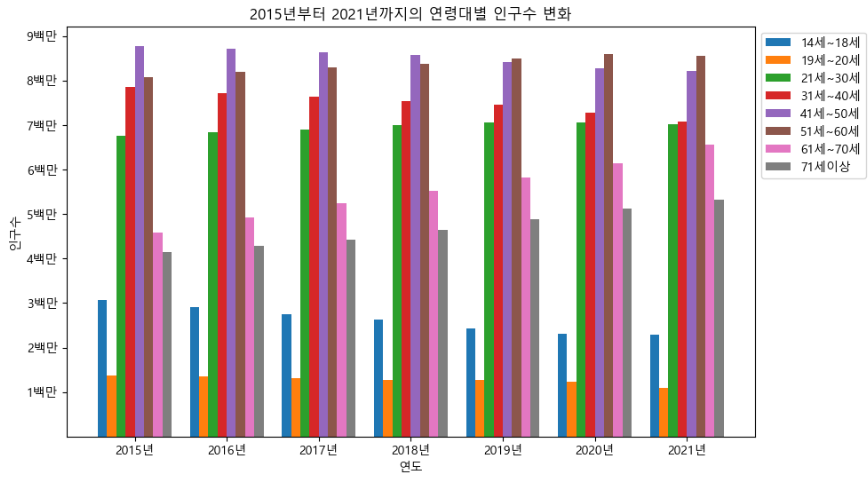 2015년부터 2021년까지의 연령대별 인구수 변화
9백만
8백만
7백만
6백만
5백만
4백만
3백만
2백만
1백만
인구수
2015년 2016년 2017년 2018년 2019년 2020년 2021년
연도
14세~18세
19세~20세
21세~30세
31세~40세
41세~50세
51세~60세
61세~70세
71세이상